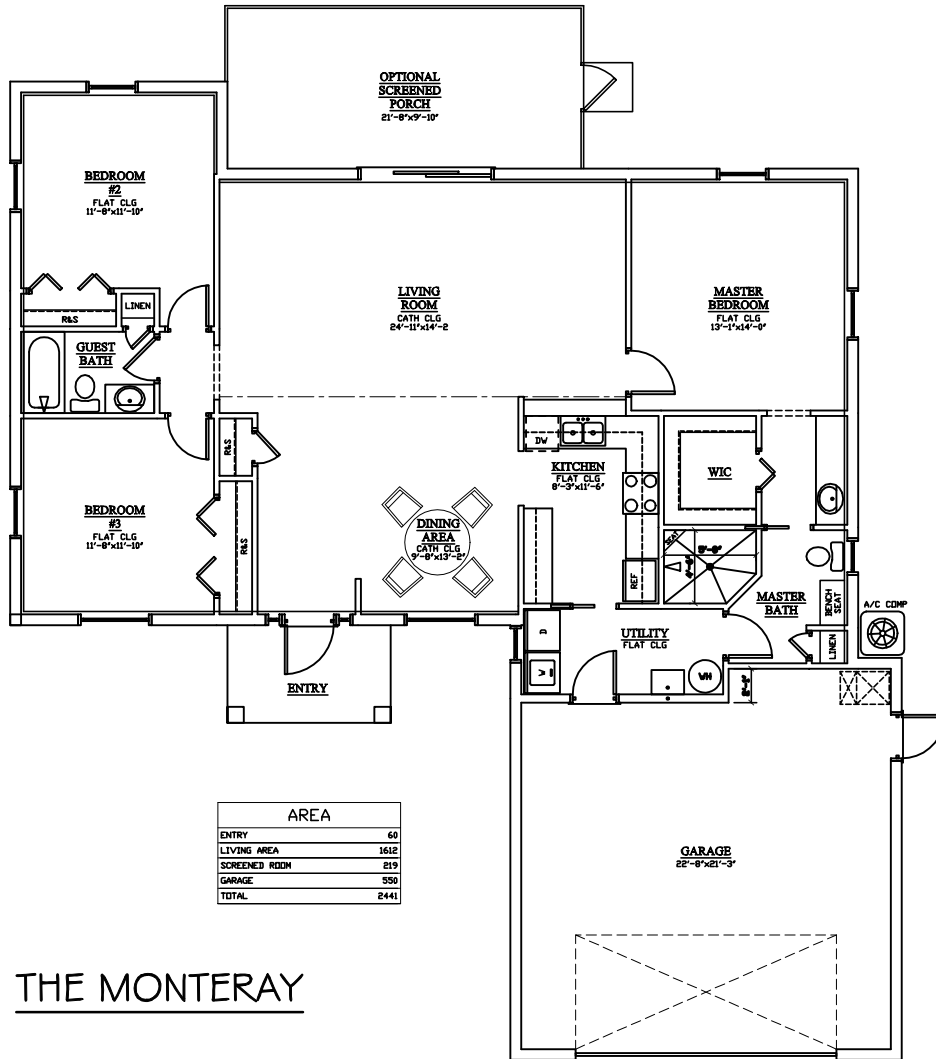 OPTIONAL
SCREENED
PORCH
21'-8"x9'-10"
BEDROOM
#2
FLAT CLG
11'-8"x11'-10"
R&S
LINEN
GUEST
BATH
LIVING
ROOM
CATH CLG
24'-11"x14'-2
MASTER
BEDROOM
FLAT CLG
13'-1"x14'-0"
R&S
DW
KITCHEN
FLAT CLG
8'-3"x11'-6"
WIC
BEDROOM
#3
FLAT CLG
11'-8"x11'-10"
R&S
DINING
AREA
CATH CLG
9'-8"x13'-2"
REF
SEAT
MASTER
BATH
BENCH
SEAT
LINEN
A/C COMP
D
W
UTILITY
FLAT CLG
WH
ENTRY
GARAGE
22'-8"x21'-3"
AREA
ENTRY 60
LIVING AREA 1612
SCREENED ROOM 219
GARAGE 550
TOTAL 2441
THE MONTERAY